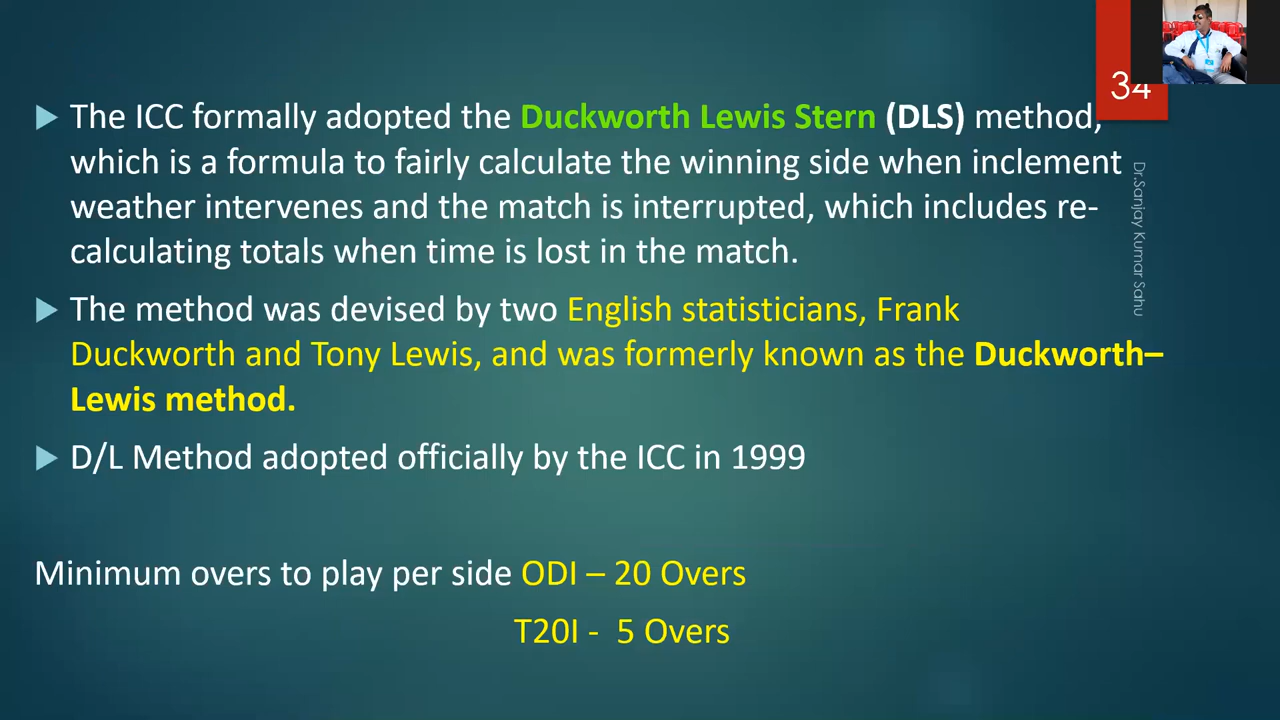 34
The ICC formally adopted the Duckworth Lewis Stern (DLS) method,
which is a formula to fairly calculate the winning side when inclement
weather intervenes and the match is interrupted, which includes re-
calculating totals when time is lost in the match.
The method was devised by two English statisticians, Frank
Duckworth and Tony Lewis, and was formerly known as the Duckworth–
Lewis method.
D/L Method adopted officially by the ICC in 1999
Minimum overs to play per side ODI – 20 Overs
T20I - 5 Overs
Dr.Sanjay Kumar Sahu